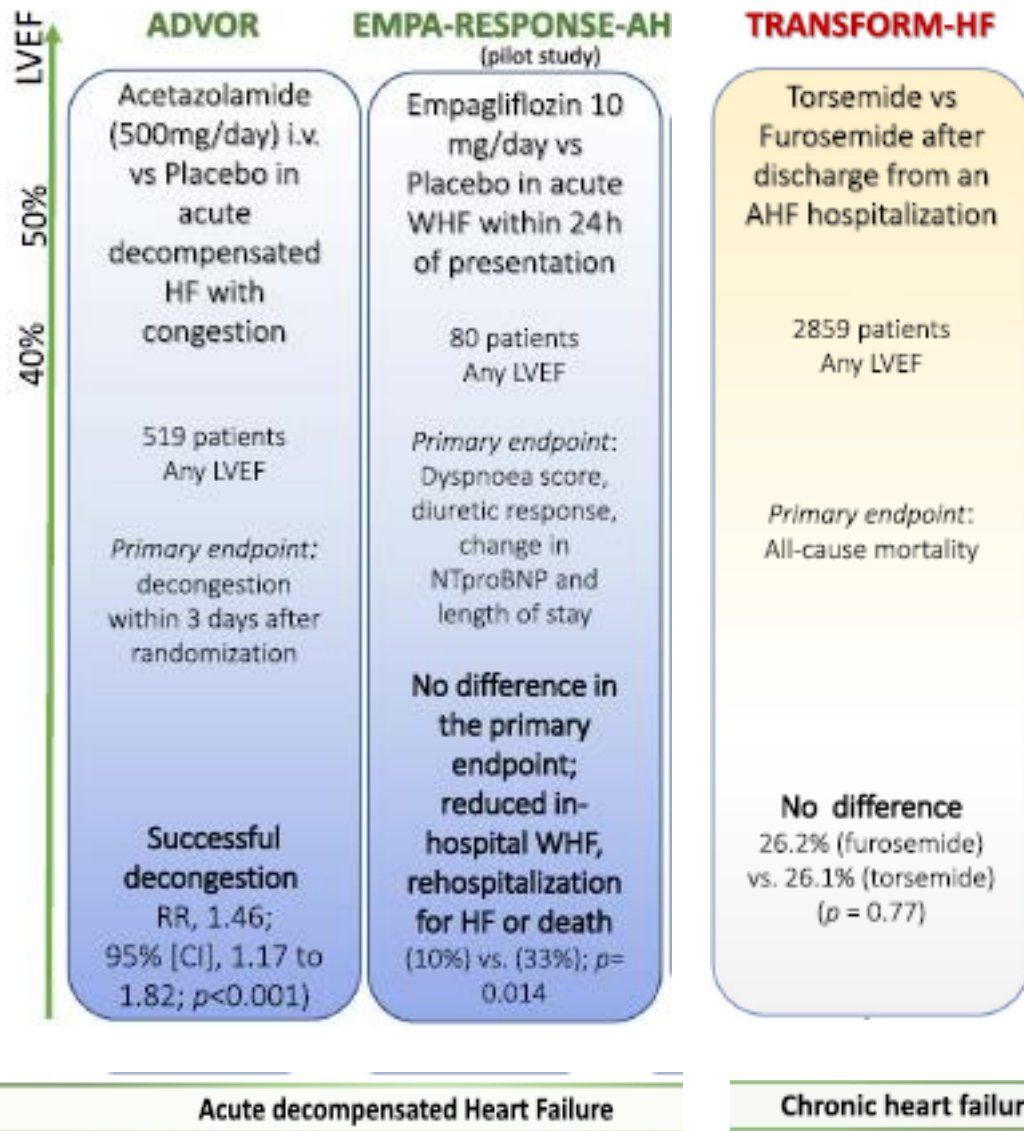 LVEF
50%
40%
ADVOR
Acetazolamide
(500mg/day) i.v.
vs Placebo in
acute
decompensated
HF with
congestion
519 patients
Any LVEF
Primary endpoint:
decongestion
within 3 days after
randomization
Successful
decongestion
RR, 1.46;
95% [CI], 1.17 to
1.82; p<0.001)
EMPA-RESPONSE-AH
(pilot study)
Empagliflozin 10
mg/day vs
Placebo in acute
WHF within 24h
of presentation
80 patients
Any LVEF
Primary endpoint:
Dyspnoea score,
diuretic response,
change in
NTproBNP and
length of stay
No difference in
the primary
endpoint;
reduced in-
hospital WHF,
rehospitalization
for HF or death
(10%) vs. (33%); p=
0.014
TRANSFORM-HF
Torsemide vs
Furosemide after
discharge from an
AHF hospitalization
2859 patients
Any LVEF
Primary endpoint:
All-cause mortality
No difference
26.2% (furosemide)
vs. 26.1% (torsemide)
(p = 0.77)
Acute decompensated Heart Failure
Chronic heart failur